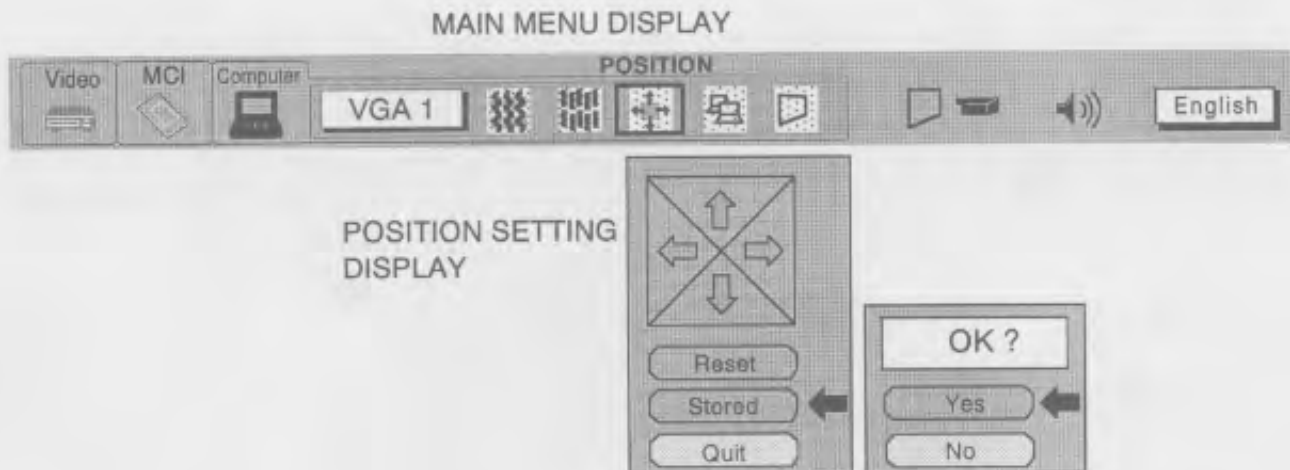 MAIN MENU DISPLAY
POSITION
Video MCI Computer VGA 1 English
POSITION SETTING
DISPLAY
Reset
Stored
Quit
OK ?
Yes
No